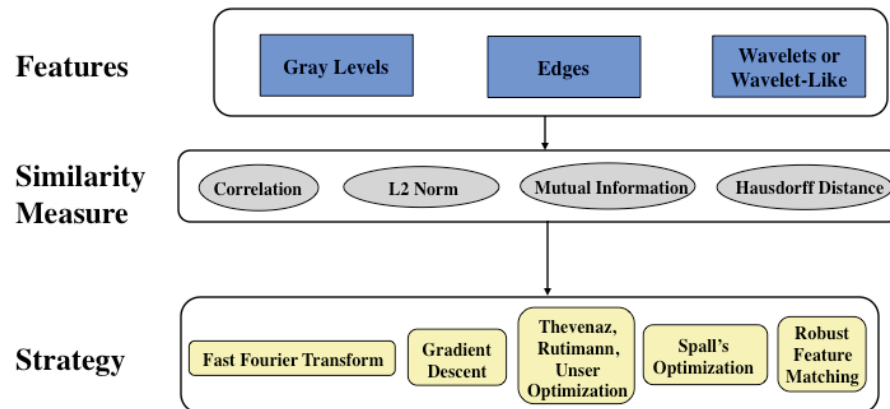 Features
Gray Levels
Edges
Wavelets or
Wavelet-Like
Similarity
Measure
Correlation
L2 Norm
Mutual Information
Hausdorff Distance
Strategy
Fast Fourier Transform
Gradient
Descent
Thevenaz,
Rutimann,
Unser
Optimization
Spall's
Optimization
Robust
Feature
Matching